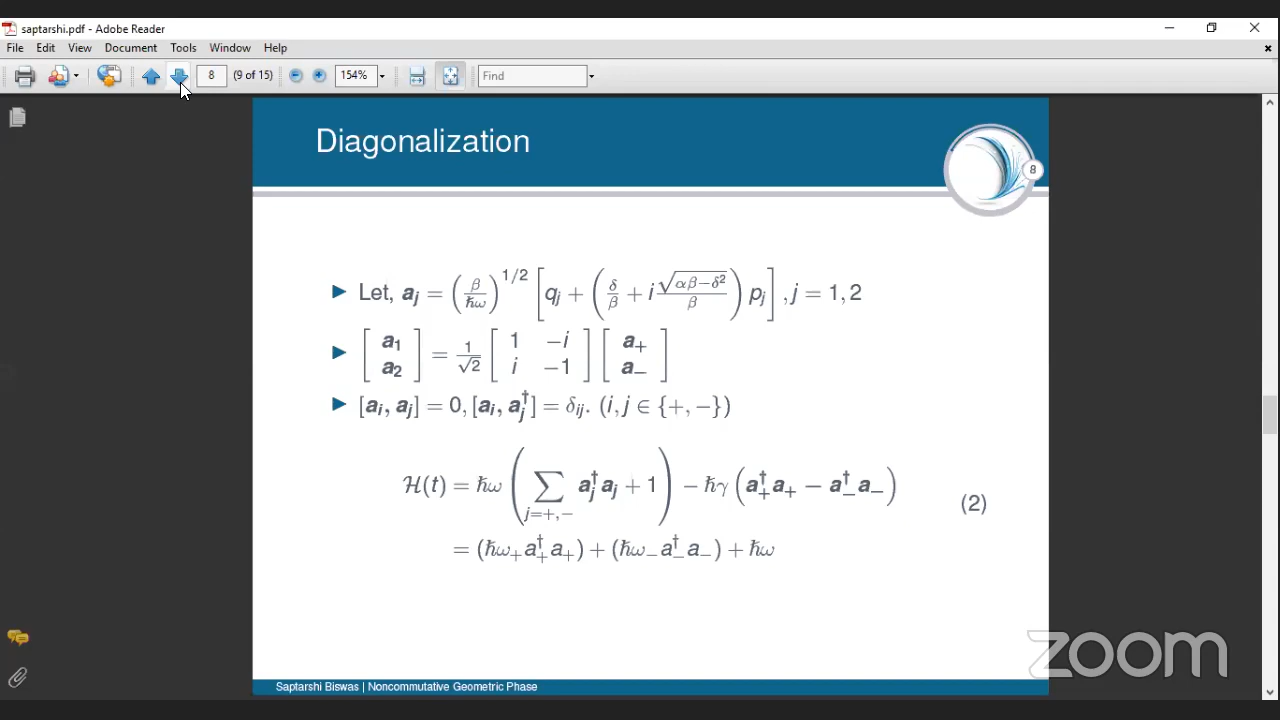 saptarshi.pdf - Adobe Reader
File Edit View Document Tools Window Help
8 (9 of 15) 154% Find
Diagonalization
8
► Let, a_j = (β/ħω)^{1/2} [q_j + (δ/β + i √(αβ−δ²)/β) p_j], j = 1, 2
► [a_1 a_2] = 1/√2 [1 −i i −1] [a_+ a_−]
► [a_i, a_j] = 0, [a_i, a_j^†] = δ_ij. (i, j ∈ {+, −})
H(t) = ħω (∑_{j=+,−} a_j^† a_j + 1) − ħγ (a_+^† a_+ − a_−^† a_−)
(2)
= (ħω_+ a_+^† a_+) + (ħω_− a_−^† a_−) + ħω
zoom
Saptarshi Biswas | Noncommutative Geometric Phase